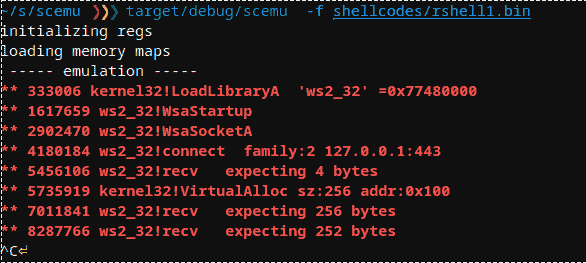 ~/s/scemu ❯❯❯ target/debug/scemu -f shellcodes/rshell1.bin
initializing regs
loading memory maps
 ----- emulation -----
** 333006 kernel32!LoadLibraryA  'ws2_32' =0x77480000
** 1617659 ws2_32!WsaStartup
** 2902470 ws2_32!WsaSocketA
** 4180184 ws2_32!connect  family:2 127.0.0.1:443
** 5456106 ws2_32!recv   expecting 4 bytes
** 5735919 kernel32!VirtualAlloc sz:256 addr:0x100
** 7011841 ws2_32!recv   expecting 256 bytes
** 8287766 ws2_32!recv   expecting 252 bytes
^C⏎